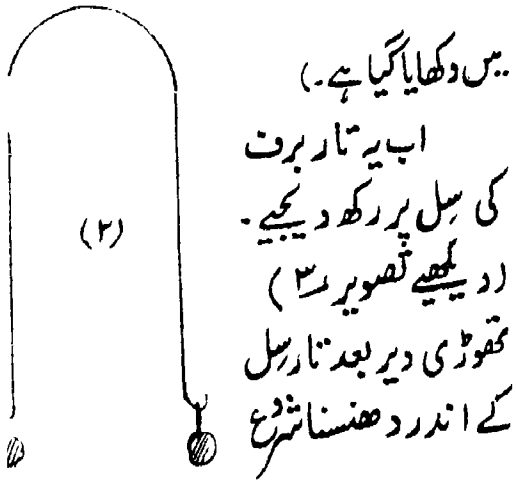 میں دکھایا گیا ہے۔)
اب یہ تار برف
کی سِل پر رکھ دیجیے۔
(دیکھیے تصویر ۳)
تھوڑی دیر بعد تار سِل
کے اندر دھنسنا شروع
(۲)